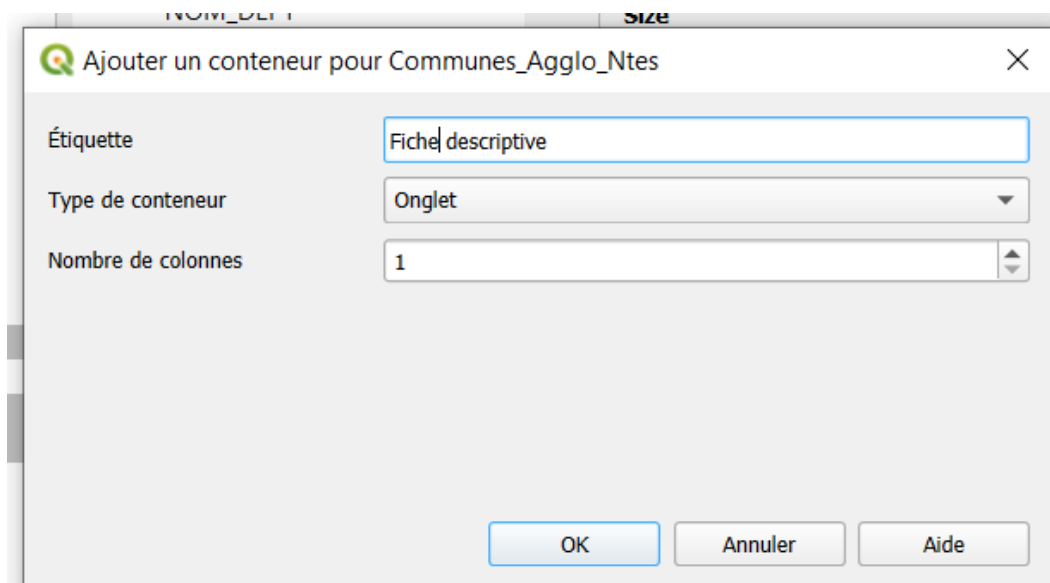 NOM_DEPT
Size
Ajouter un conteneur pour Communes_Agglo_Ntes
Étiquette
Fiche descriptive
Type de conteneur
Onglet
Nombre de colonnes
1
OK
Annuler
Aide